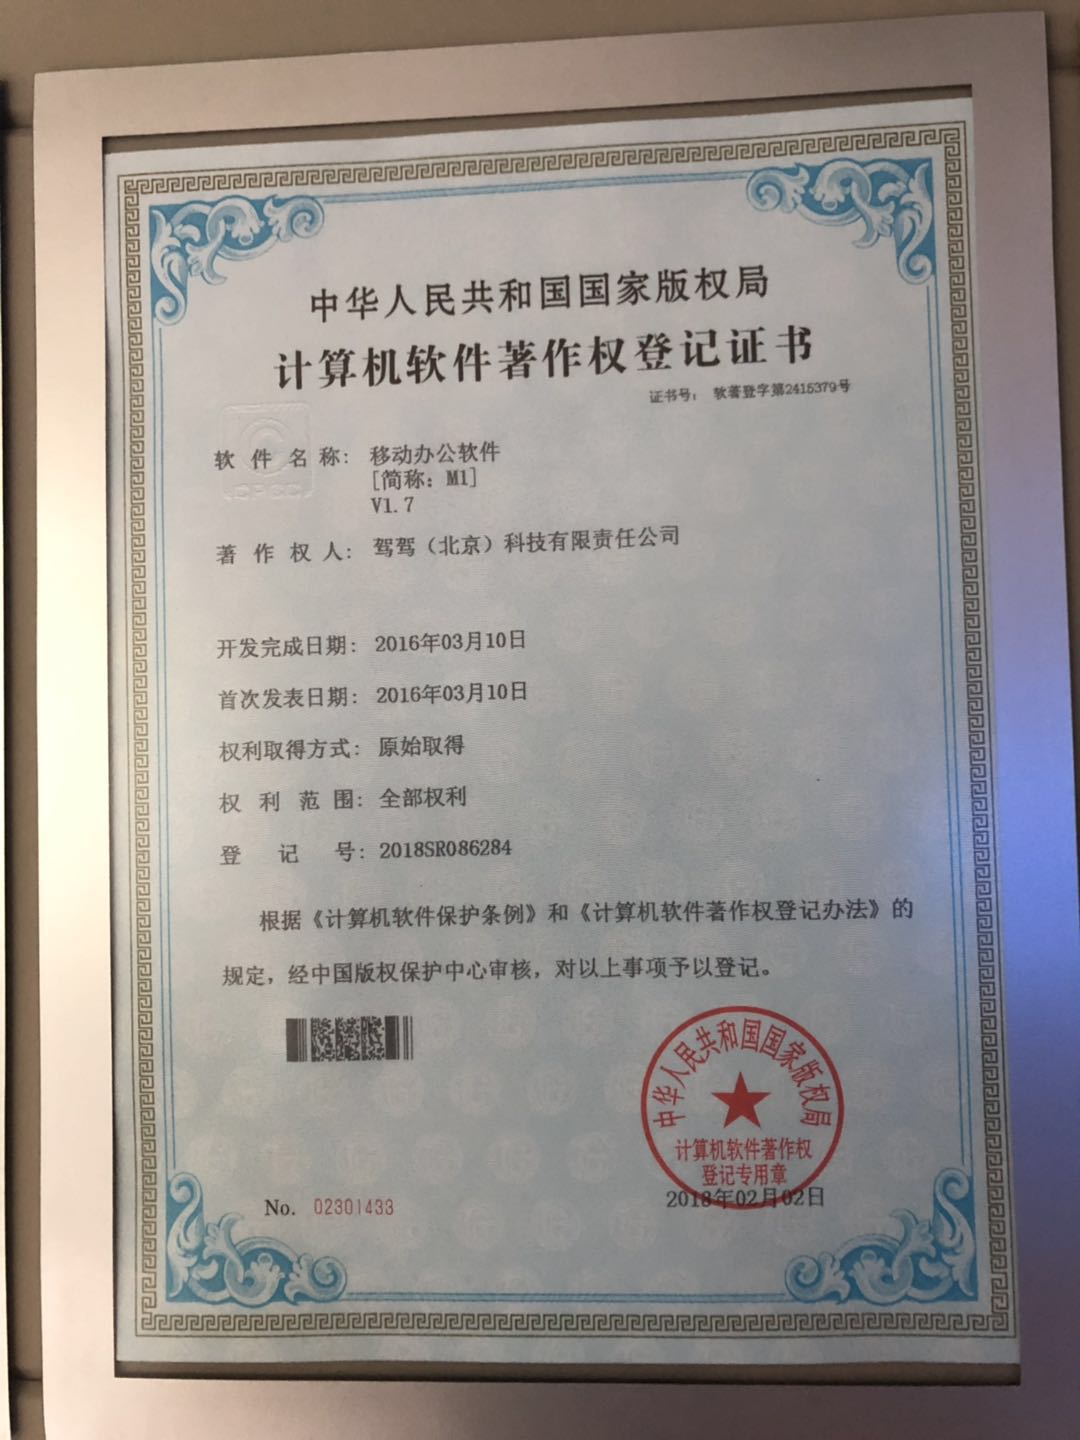 中华人民共和国国家版权局
计算机软件著作权登记证书
证书号： 软著登字第2415379号
CPCC
软件名称： 移动办公软件
[简称：M1]
V1.7
著作权人： 驾驾（北京）科技有限责任公司
开发完成日期： 2016年03月10日
首次发表日期： 2016年03月10日
权利取得方式： 原始取得
权利范围： 全部权利
登记号： 2018SR086284
根据《计算机软件保护条例》和《计算机软件著作权登记办法》的
规定，经中国版权保护中心审核，对以上事项予以登记。
中华人民共和国国家版权局
计算机软件著作权
登记专用章
2018年02月02日
No. 02301433